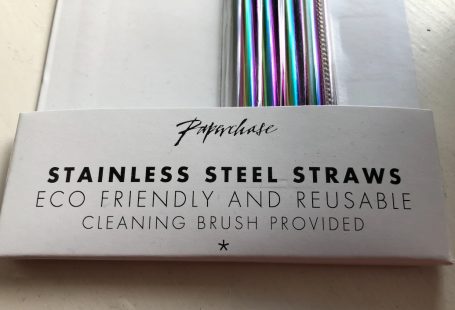 Paperchase
STAINLESS STEEL STRAWS
ECO FRIENDLY AND REUSABLE
CLEANING BRUSH PROVIDED
*